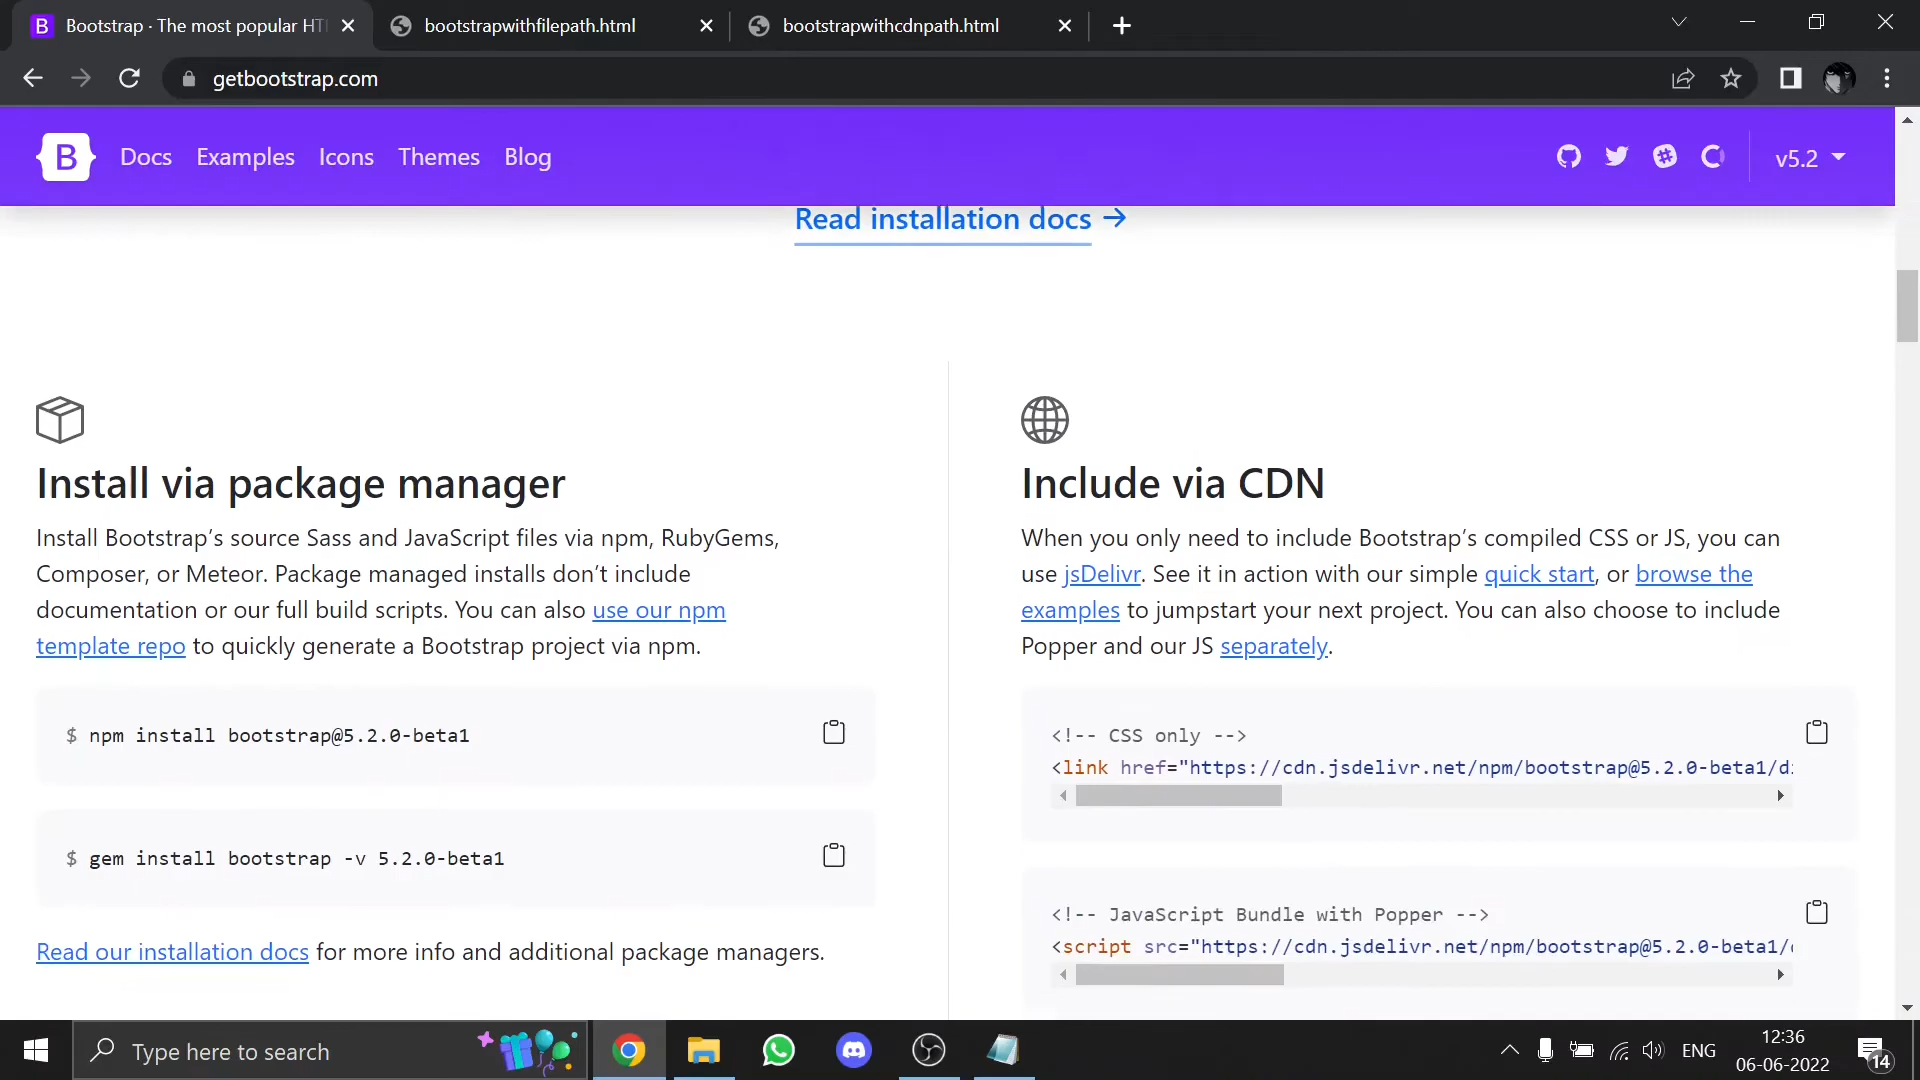 Bootstrap · The most popular HT
bootstrapwithfilepath.html
bootstrapwithcdnpath.html
getbootstrap.com
B
Docs
Examples
Icons
Themes
Blog
v5.2
Read installation docs →
Install via package manager
Install Bootstrap’s source Sass and JavaScript files via npm, RubyGems,
Composer, or Meteor. Package managed installs don’t include
documentation or our full build scripts. You can also use our npm
template repo to quickly generate a Bootstrap project via npm.
$ npm install bootstrap@5.2.0-beta1
$ gem install bootstrap -v 5.2.0-beta1
Read our installation docs for more info and additional package managers.
Include via CDN
When you only need to include Bootstrap’s compiled CSS or JS, you can
use jsDelivr. See it in action with our simple quick start, or browse the
examples to jumpstart your next project. You can also choose to include
Popper and our JS separately.
<!-- CSS only -->
<link href="https://cdn.jsdelivr.net/npm/bootstrap@5.2.0-beta1/di
<!-- JavaScript Bundle with Popper -->
<script src="https://cdn.jsdelivr.net/npm/bootstrap@5.2.0-beta1/d
Type here to search
ENG
12:36
06-06-2022
14